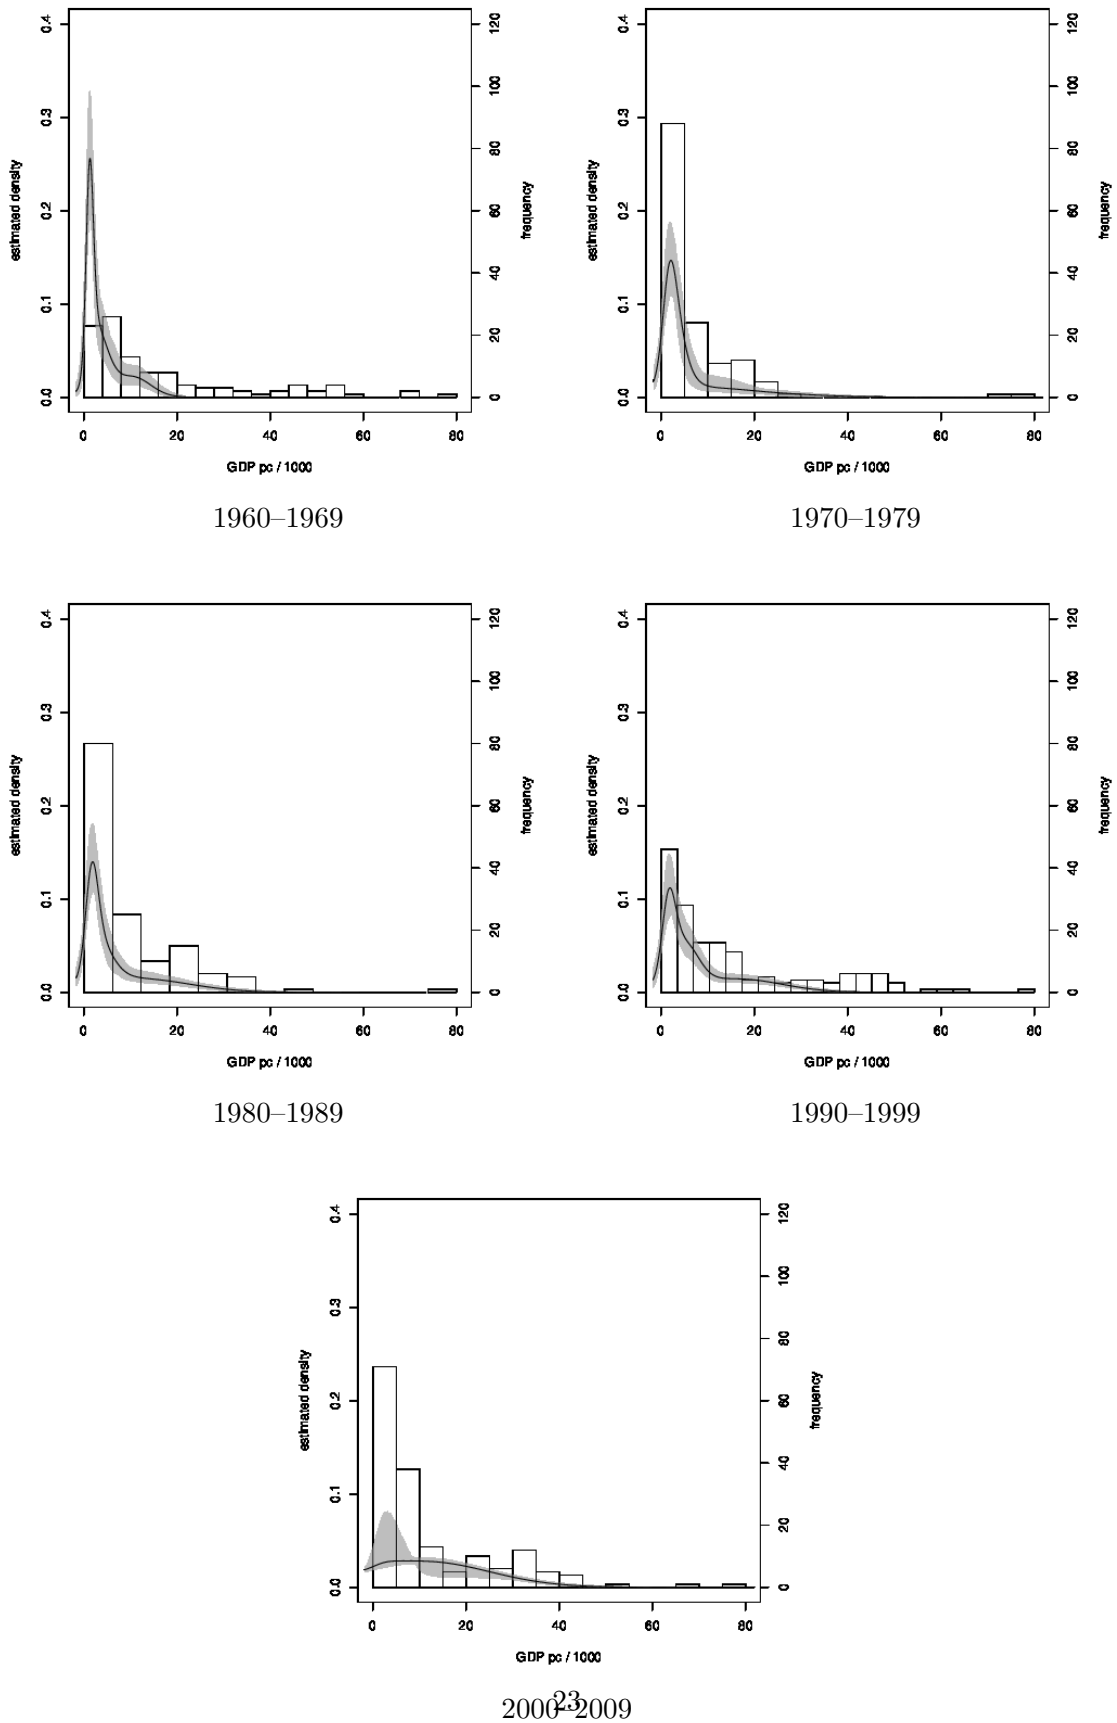 0.0 0.1 0.2 0.3 0.4
estimated density
0 20 40 60 80 100 120
frequency
0 20 40 60 80
GDP pc / 1000
1960–1969
0.0 0.1 0.2 0.3 0.4
estimated density
0 20 40 60 80 100 120
frequency
0 20 40 60 80
GDP pc / 1000
1970–1979
0.0 0.1 0.2 0.3 0.4
estimated density
0 20 40 60 80 100 120
frequency
0 20 40 60 80
GDP pc / 1000
1980–1989
0.0 0.1 0.2 0.3 0.4
estimated density
0 20 40 60 80 100 120
frequency
0 20 40 60 80
GDP pc / 1000
1990–1999
0.0 0.1 0.2 0.3 0.4
estimated density
0 20 40 60 80 100 120
frequency
0 20 40 60 80
GDP pc / 1000
2000–2009
23